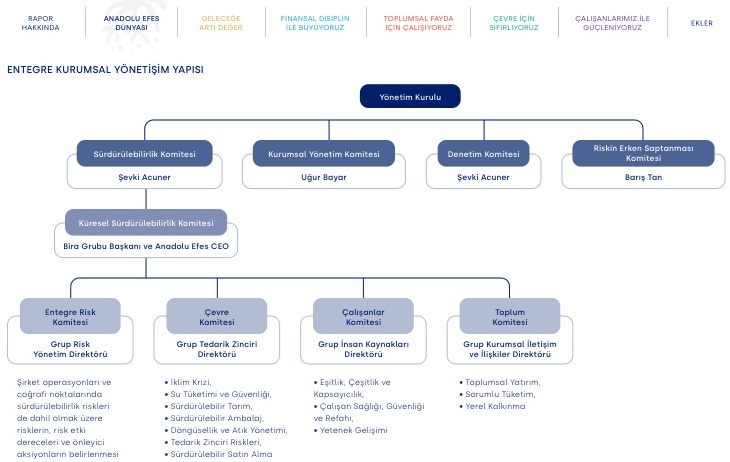 RAPOR
HAKKINDA
ANADOLU EFES
DÜNYASI
GELECEĞE
ARTI DEĞER
FİNANSAL DİSİPLİN
İLE BÜYÜYORUZ
TOPLUMSAL FAYDA
İÇİN ÇALIŞIYORUZ
ÇEVRE İÇİN
SIFIRLIYORUZ
ÇALIŞANLARIMIZ İLE
GÜÇLENİYORUZ
EKLER
ENTEGRE KURUMSAL YÖNETİŞİM YAPISI
Yönetim Kurulu
Sürdürülebilirlik Komitesi
Şevki Acuner
Kurumsal Yönetim Komitesi
Uğur Bayar
Denetim Komitesi
Şevki Acuner
Riskin Erken Saptanması
Komitesi
Barış Tan
Küresel Sürdürülebilirlik Komitesi
Bira Grubu Başkanı ve Anadolu Efes CEO
Entegre Risk
Komitesi
Grup Risk
Yönetim Direktörü
Şirket operasyonları ve
coğrafi noktalarında
sürdürülebilirlik riskleri
de dahil olmak üzere
risklerin, risk etki
dereceleri ve önleyici
aksiyonların belirlenmesi
Çevre
Komitesi
Grup Tedarik Zinciri
Direktörü
• İklim Krizi,
• Su Tüketimi ve Güvenliği,
• Sürdürülebilir Tarım,
• Sürdürülebilir Ambalaj,
• Döngüsellik ve Atık Yönetimi,
• Tedarik Zinciri Riskleri,
• Sürdürülebilir Satın Alma
Çalışanlar
Komitesi
Grup İnsan Kaynakları
Direktörü
• Eşitlik, Çeşitlik ve
Kapsayıcılık,
• Çalışan Sağlığı, Güvenliği
ve Refahı,
• Yetenek Gelişimi
Toplum
Komitesi
Grup Kurumsal İletişim
ve İlişkiler Direktörü
• Toplumsal Yatırım,
• Sorumlu Tüketim,
• Yerel Kalkınma